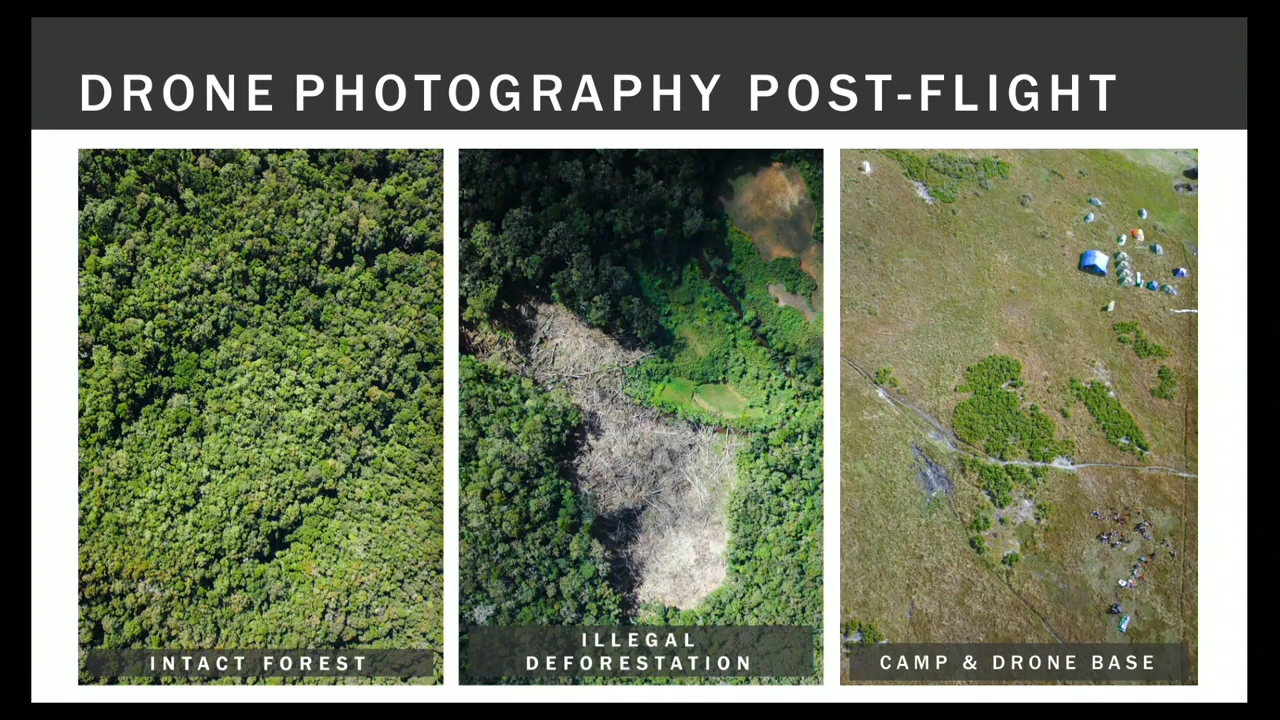 DRONE PHOTOGRAPHY POST-FLIGHT
INTACT FOREST
ILLEGAL
DEFORESTATION
CAMP & DRONE BASE